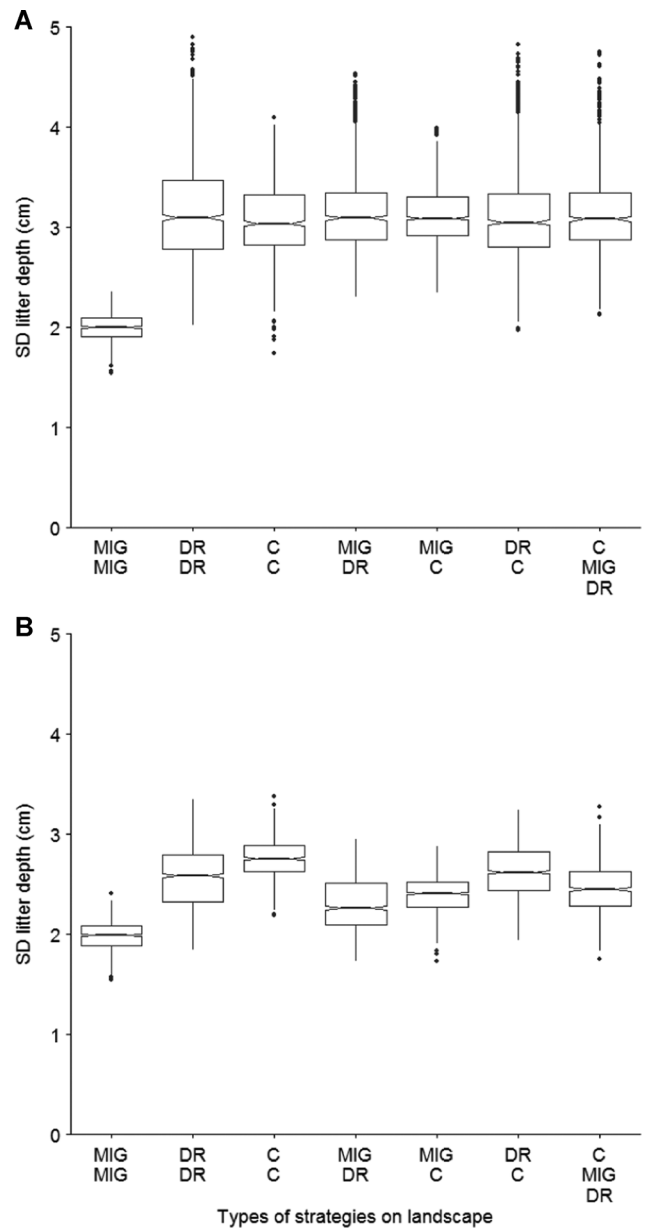 A
SD litter depth (cm)
5
4
3
2
1
0
MIG DR C MIG MIG DR C
MIG DR C DR C C MIG
DR
B
SD litter depth (cm)
5
4
3
2
1
0
MIG DR C MIG MIG DR C
MIG DR C DR C C MIG
DR
Types of strategies on landscape